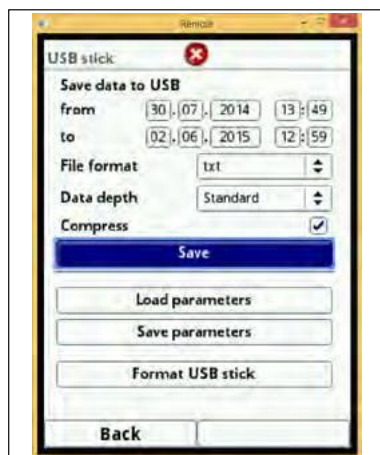 Remote
USB stick
Save data to USB
from 30. 07. 2014 13:49
to 02. 06. 2015 12:59
File format txt
Data depth Standard
Compress
Save
Load parameters
Save parameters
Format USB stick
Back